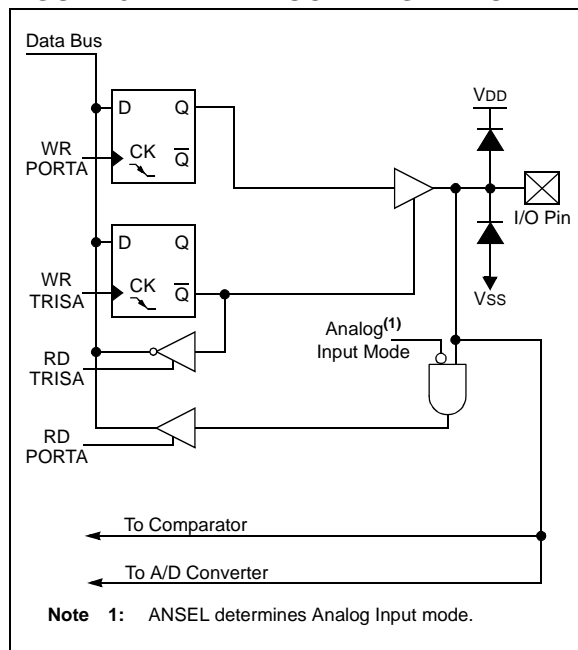 Data Bus
D Q
WR
PORTA
CK
Q
VDD
I/O Pin
VSS
D Q
WR
TRISA
CK
Q
RD
TRISA
Analog(1)
Input Mode
RD
PORTA
To Comparator
To A/D Converter
Note 1: ANSEL determines Analog Input mode.